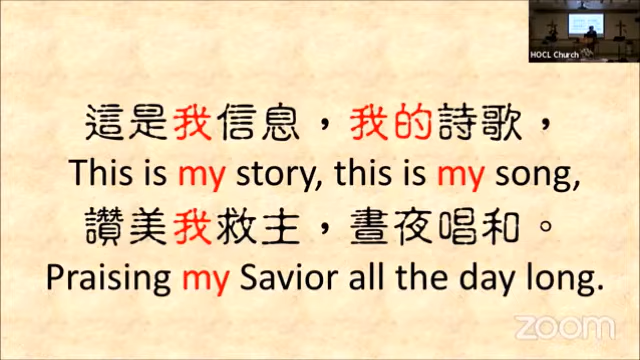 HOCL Church
這是我信息，我的詩歌，
This is my story, this is my song,
讚美我救主，晝夜唱和。
Praising my Savior all the day long.
zoom